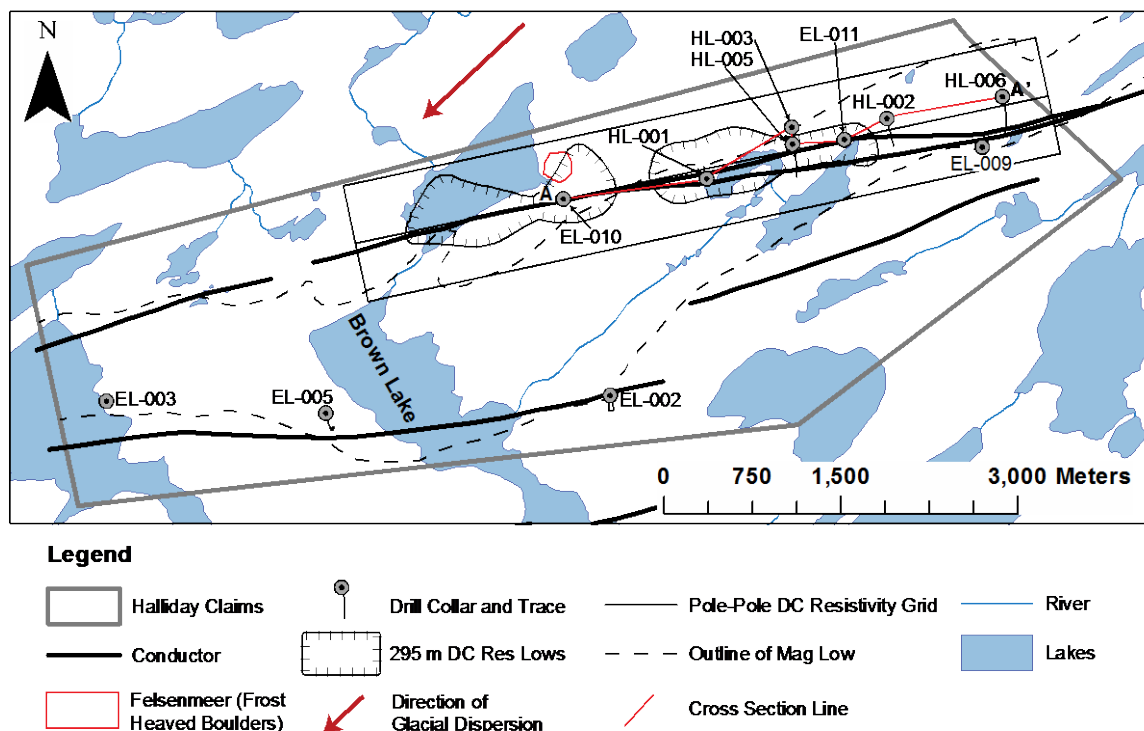 N
HL-003
HL-005
EL-011
HL-006
A'
HL-002
HL-001
EL-009
A
EL-010
Brown Lake
EL-003
EL-005
EL-002
0 750 1,500 3,000 Meters
Legend
Halliday Claims
Drill Collar and Trace
Pole-Pole DC Resistivity Grid
River
Conductor
295 m DC Res Lows
Outline of Mag Low
Lakes
Felsenmeer (Frost
Heaved Boulders)
Direction of
Glacial Dispersion
Cross Section Line